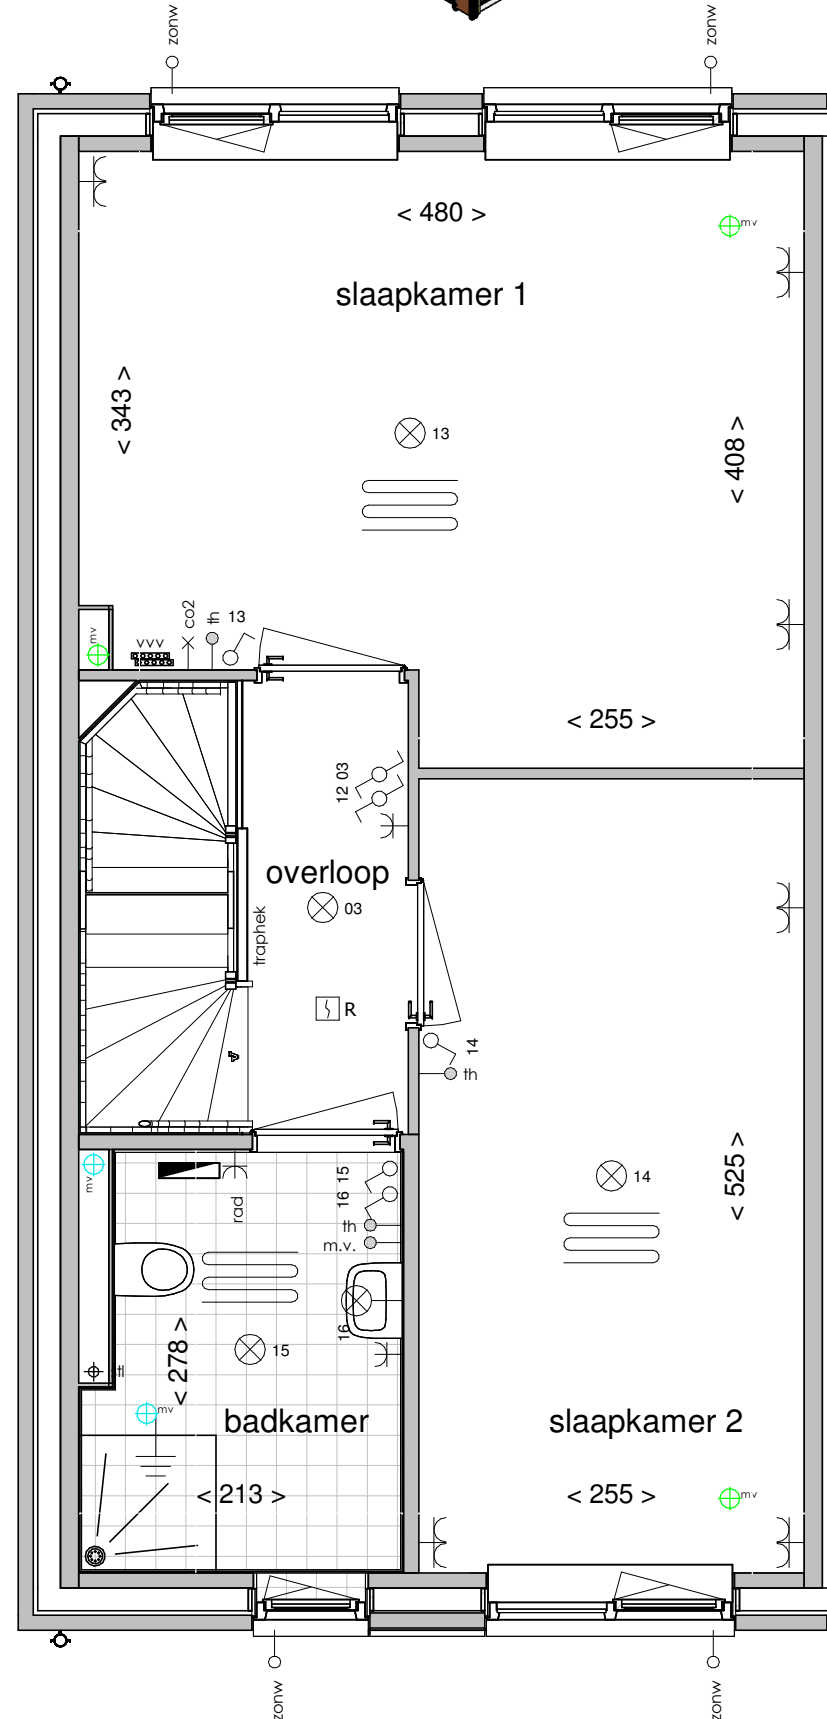 zonw
zonw
< 480 >
mv
slaapkamer 1
< 343 >
< 408 >
13
mv
vvv
co2
th
13
< 255 >
12 03
overloop
03
traphek
R
14
th
mv
rad
16 15
th
m.v.
14
< 525 >
16
15
< 278 >
mv
badkamer
slaapkamer 2
< 213 >
< 255 >
mv
zonw
zonw